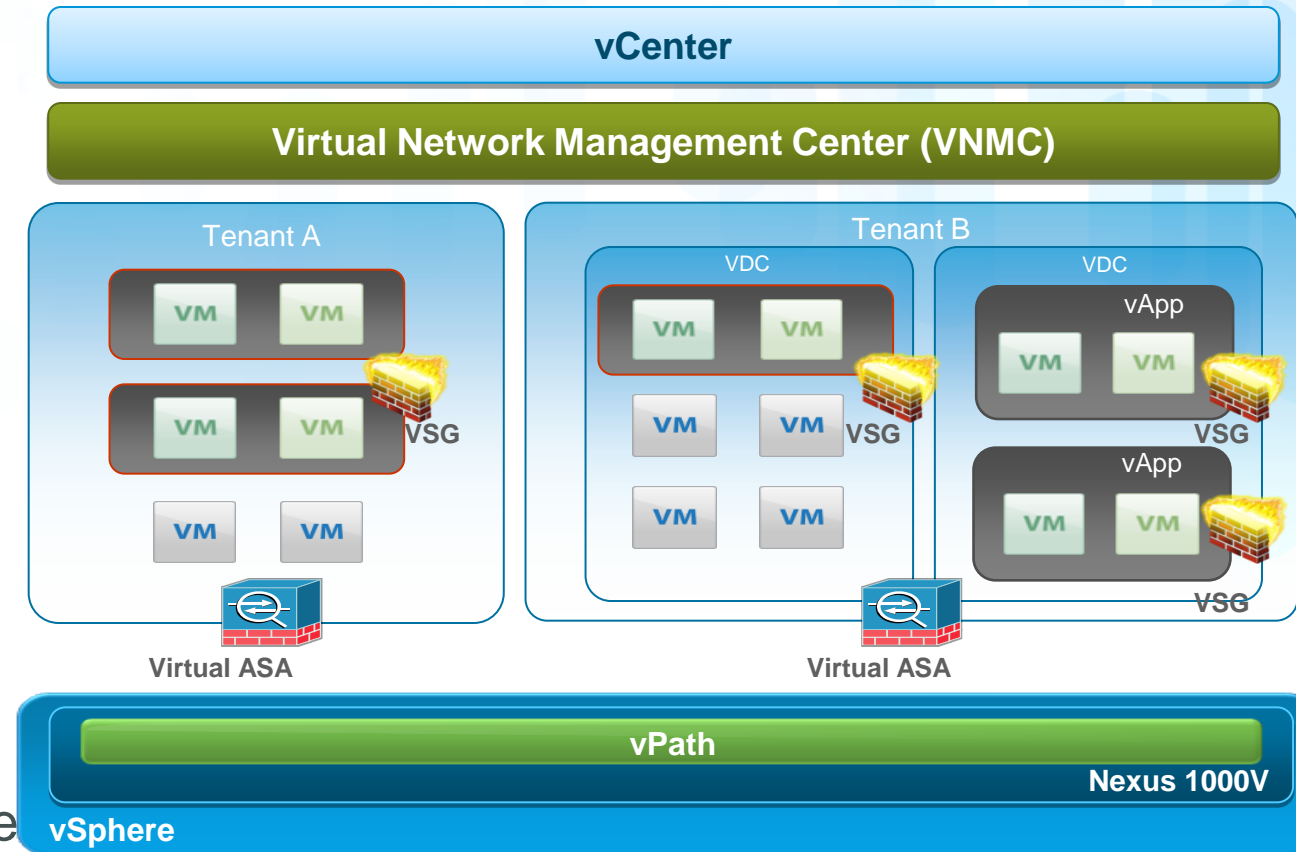 vCenter
Virtual Network Management Center (VNMC)
Tenant A
VM VM
VM VM
VSG
VM VM
Virtual ASA
Tenant B
VDC
VM VM
VM VM
VSG
VM VM
VDC
vApp
VM VM
VSG
vApp
VM VM
VSG
Virtual ASA
vPath
Nexus 1000V
e
vSphere